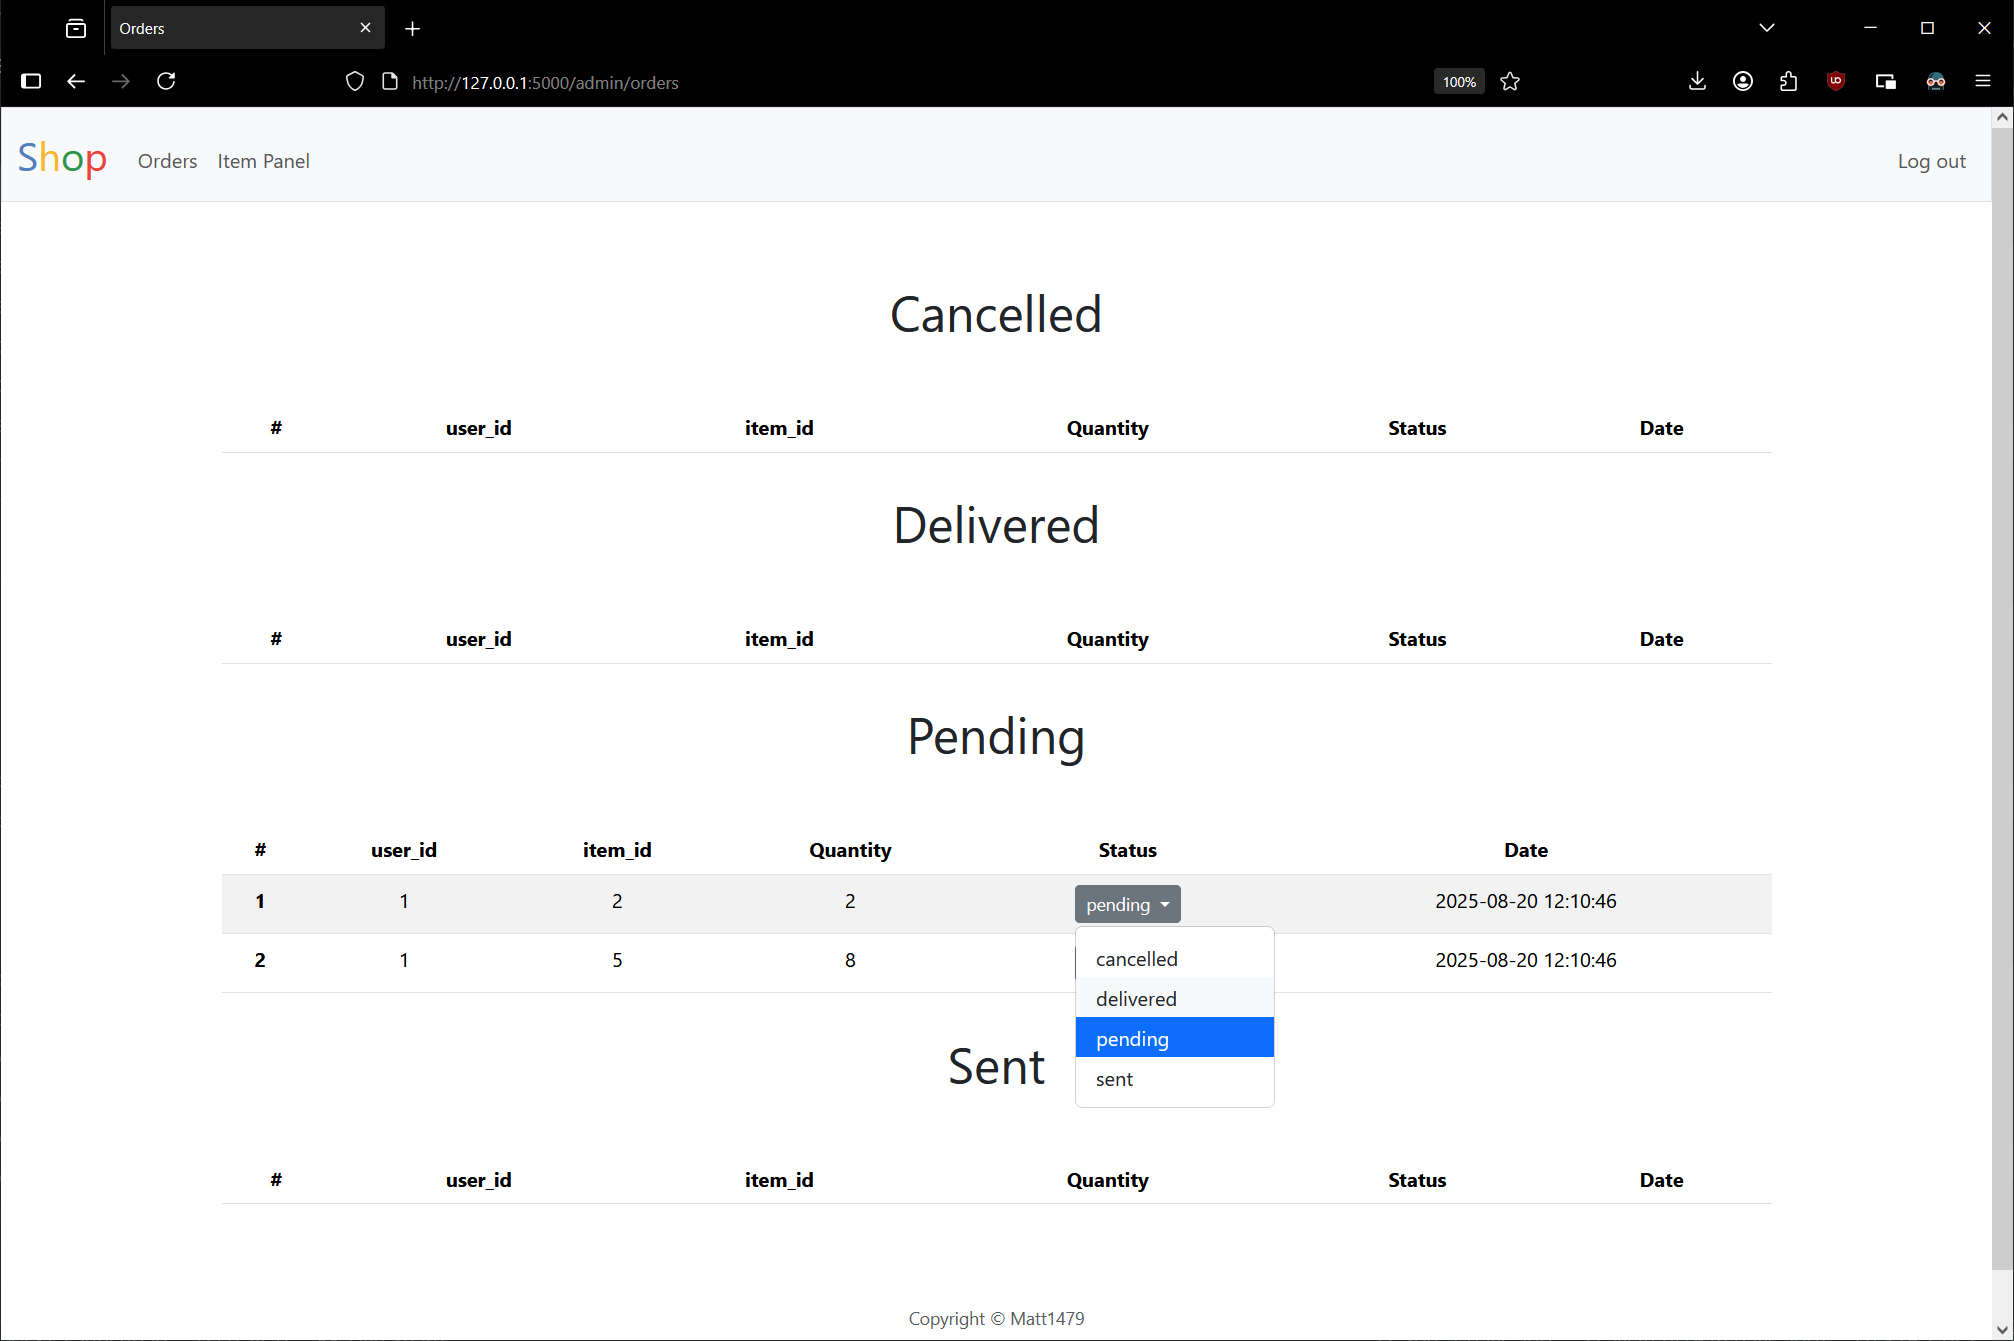 Orders
http://127.0.0.1:5000/admin/orders
100%
Shop Orders Item Panel Log out
Cancelled
# user_id item_id Quantity Status Date
Delivered
# user_id item_id Quantity Status Date
Pending
# user_id item_id Quantity Status Date
1 1 2 2 pending 2025-08-20 12:10:46
2 1 5 8 2025-08-20 12:10:46
cancelled
delivered
pending
sent
Sent
# user_id item_id Quantity Status Date
Copyright © Matt1479